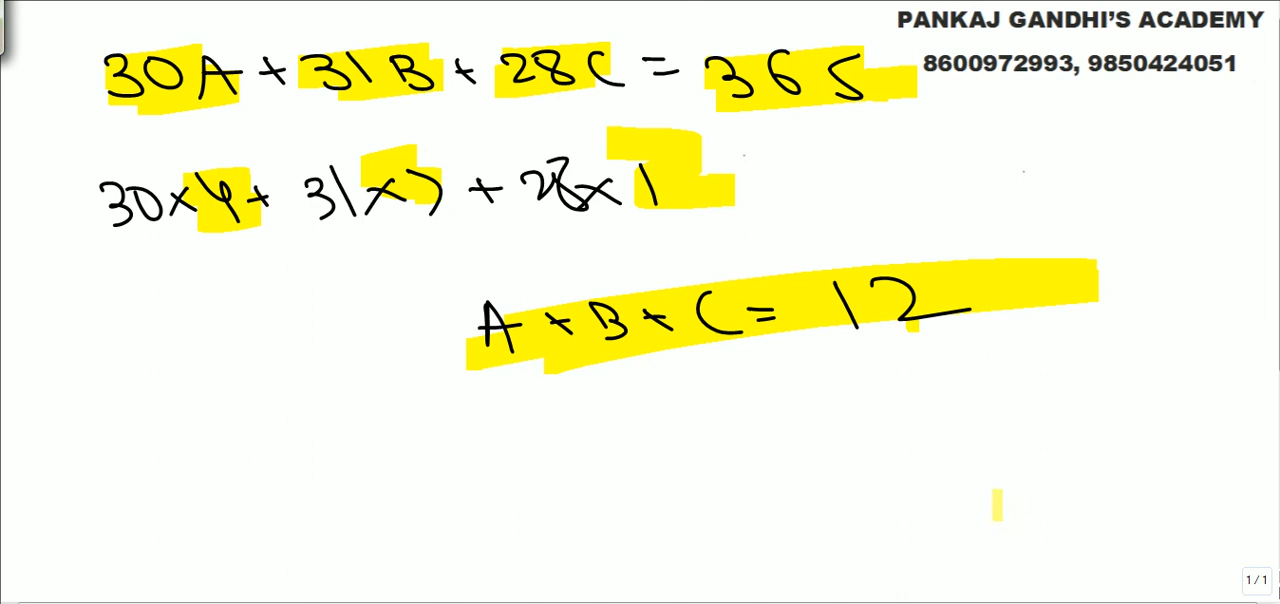 PANKAJ GANDHI'S ACADEMY
8600972993, 9850424051
30A + 31B + 28C = 365
30×4+ 31×7 + 28×1
A + B + C = 12
1/1